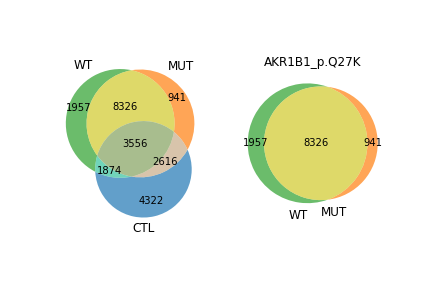 WT
MUT
1957
8326
941
3556
1874
2616
4322
CTL
AKR1B1_p.Q27K
1957
8326
941
WT
MUT